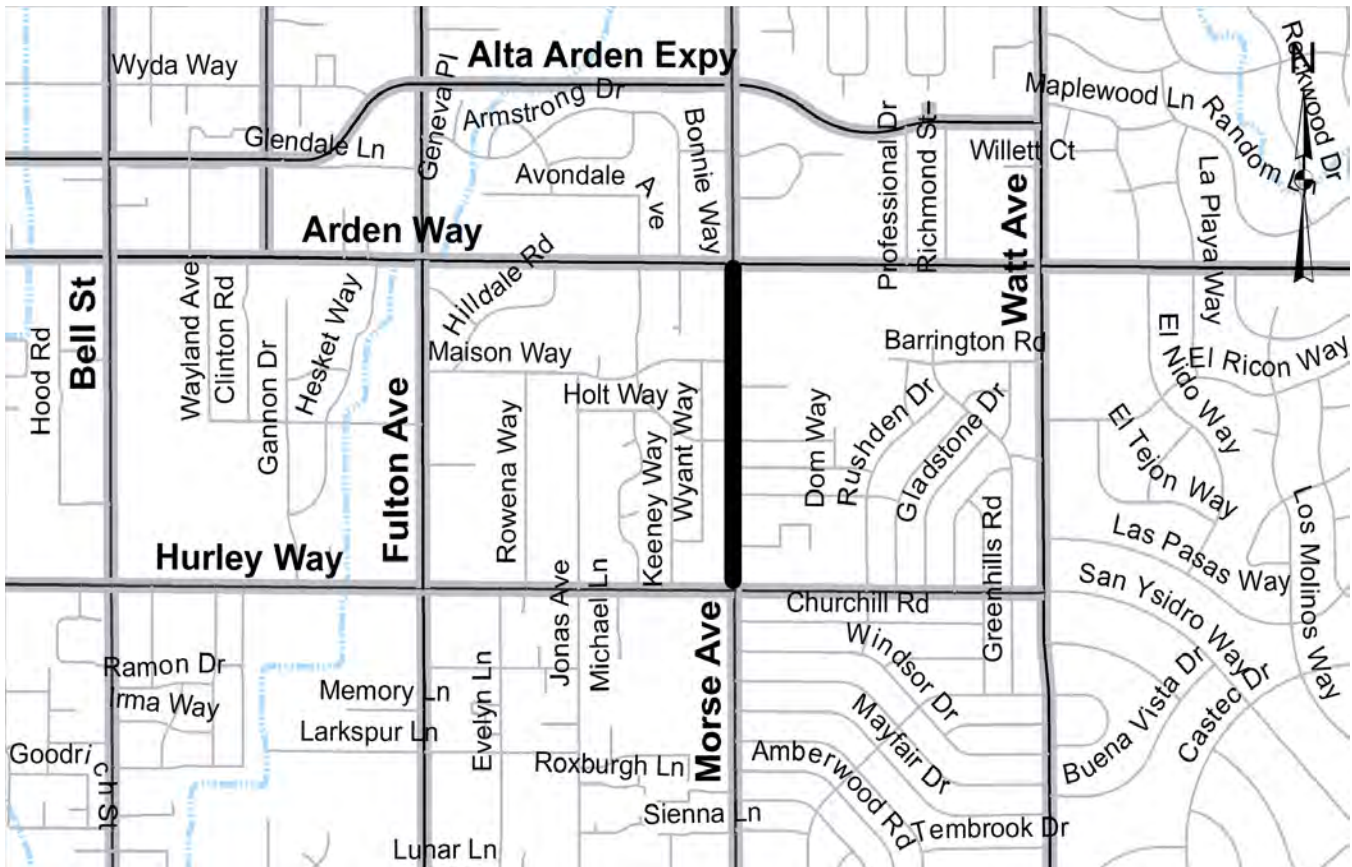 Alta Arden Expy
Wyda Way
Geneva Pl
Armstrong Dr
Glendale Ln
Avondale Ave
Bonnie Way
Professional Dr
Richmond St
Maplewood Ln
Random Ln
Rockwood Dr
N
Willett Ct
La Playa Way
Arden Way
Watt Ave
Hood Rd
Bell St
Wayland Ave
Clinton Rd
Gannon Dr
Hesket Way
Fulton Ave
Hilldale Rd
Maison Way
Holt Way
Rowena Way
Keeney Way
Wyant Way
Dom Way
Barrington Rd
Rushden Dr
Gladstone Dr
Greenhills Rd
El Nido Way
El Ricon Way
El Tejon Way
Las Pasas Way
Los Molinos Way
Hurley Way
San Ysidro Way
Jonas Ave
Michael Ln
Morse Ave
Churchill Rd
Windsor Dr
Ramon Dr
Irma Way
Memory Ln
Larkspur Ln
Evelyn Ln
Mayfair Dr
Buena Vista Dr
Castec Dr
Goodrich St
Roxburgh Ln
Amberwood Rd
Sienna Ln
Tembrook Dr
Lunar Ln